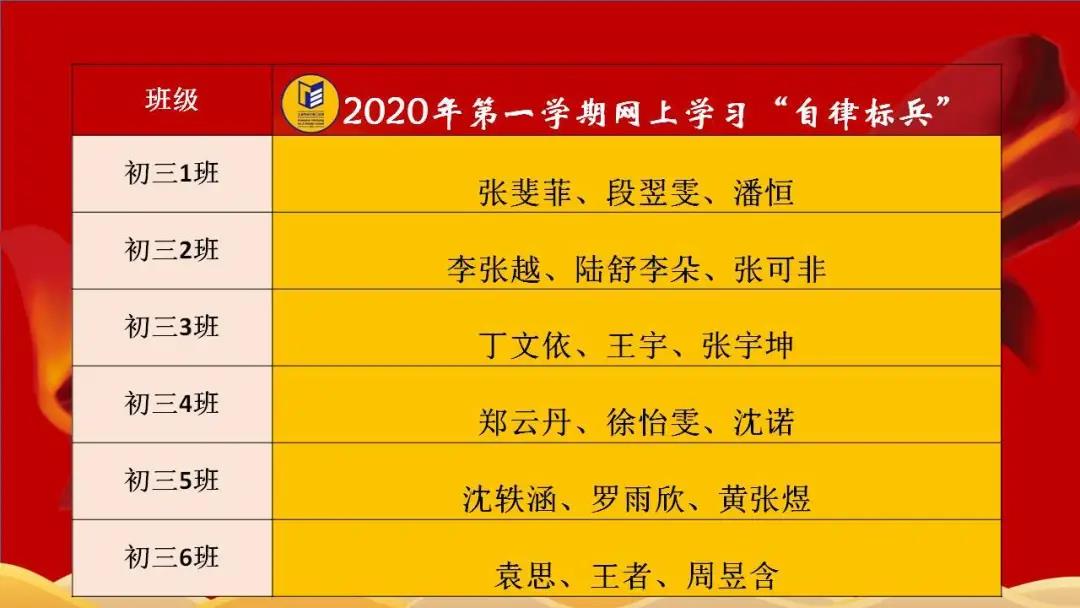 班级
2020年第一学期网上学习“自律标兵”
初三1班
张斐菲、段翌雯、潘恒
初三2班
李张越、陆舒李朵、张可非
初三3班
丁文依、王宇、张宇坤
初三4班
郑云丹、徐怡雯、沈诺
初三5班
沈轶涵、罗雨欣、黄张煜
初三6班
袁思、王者、周昱含